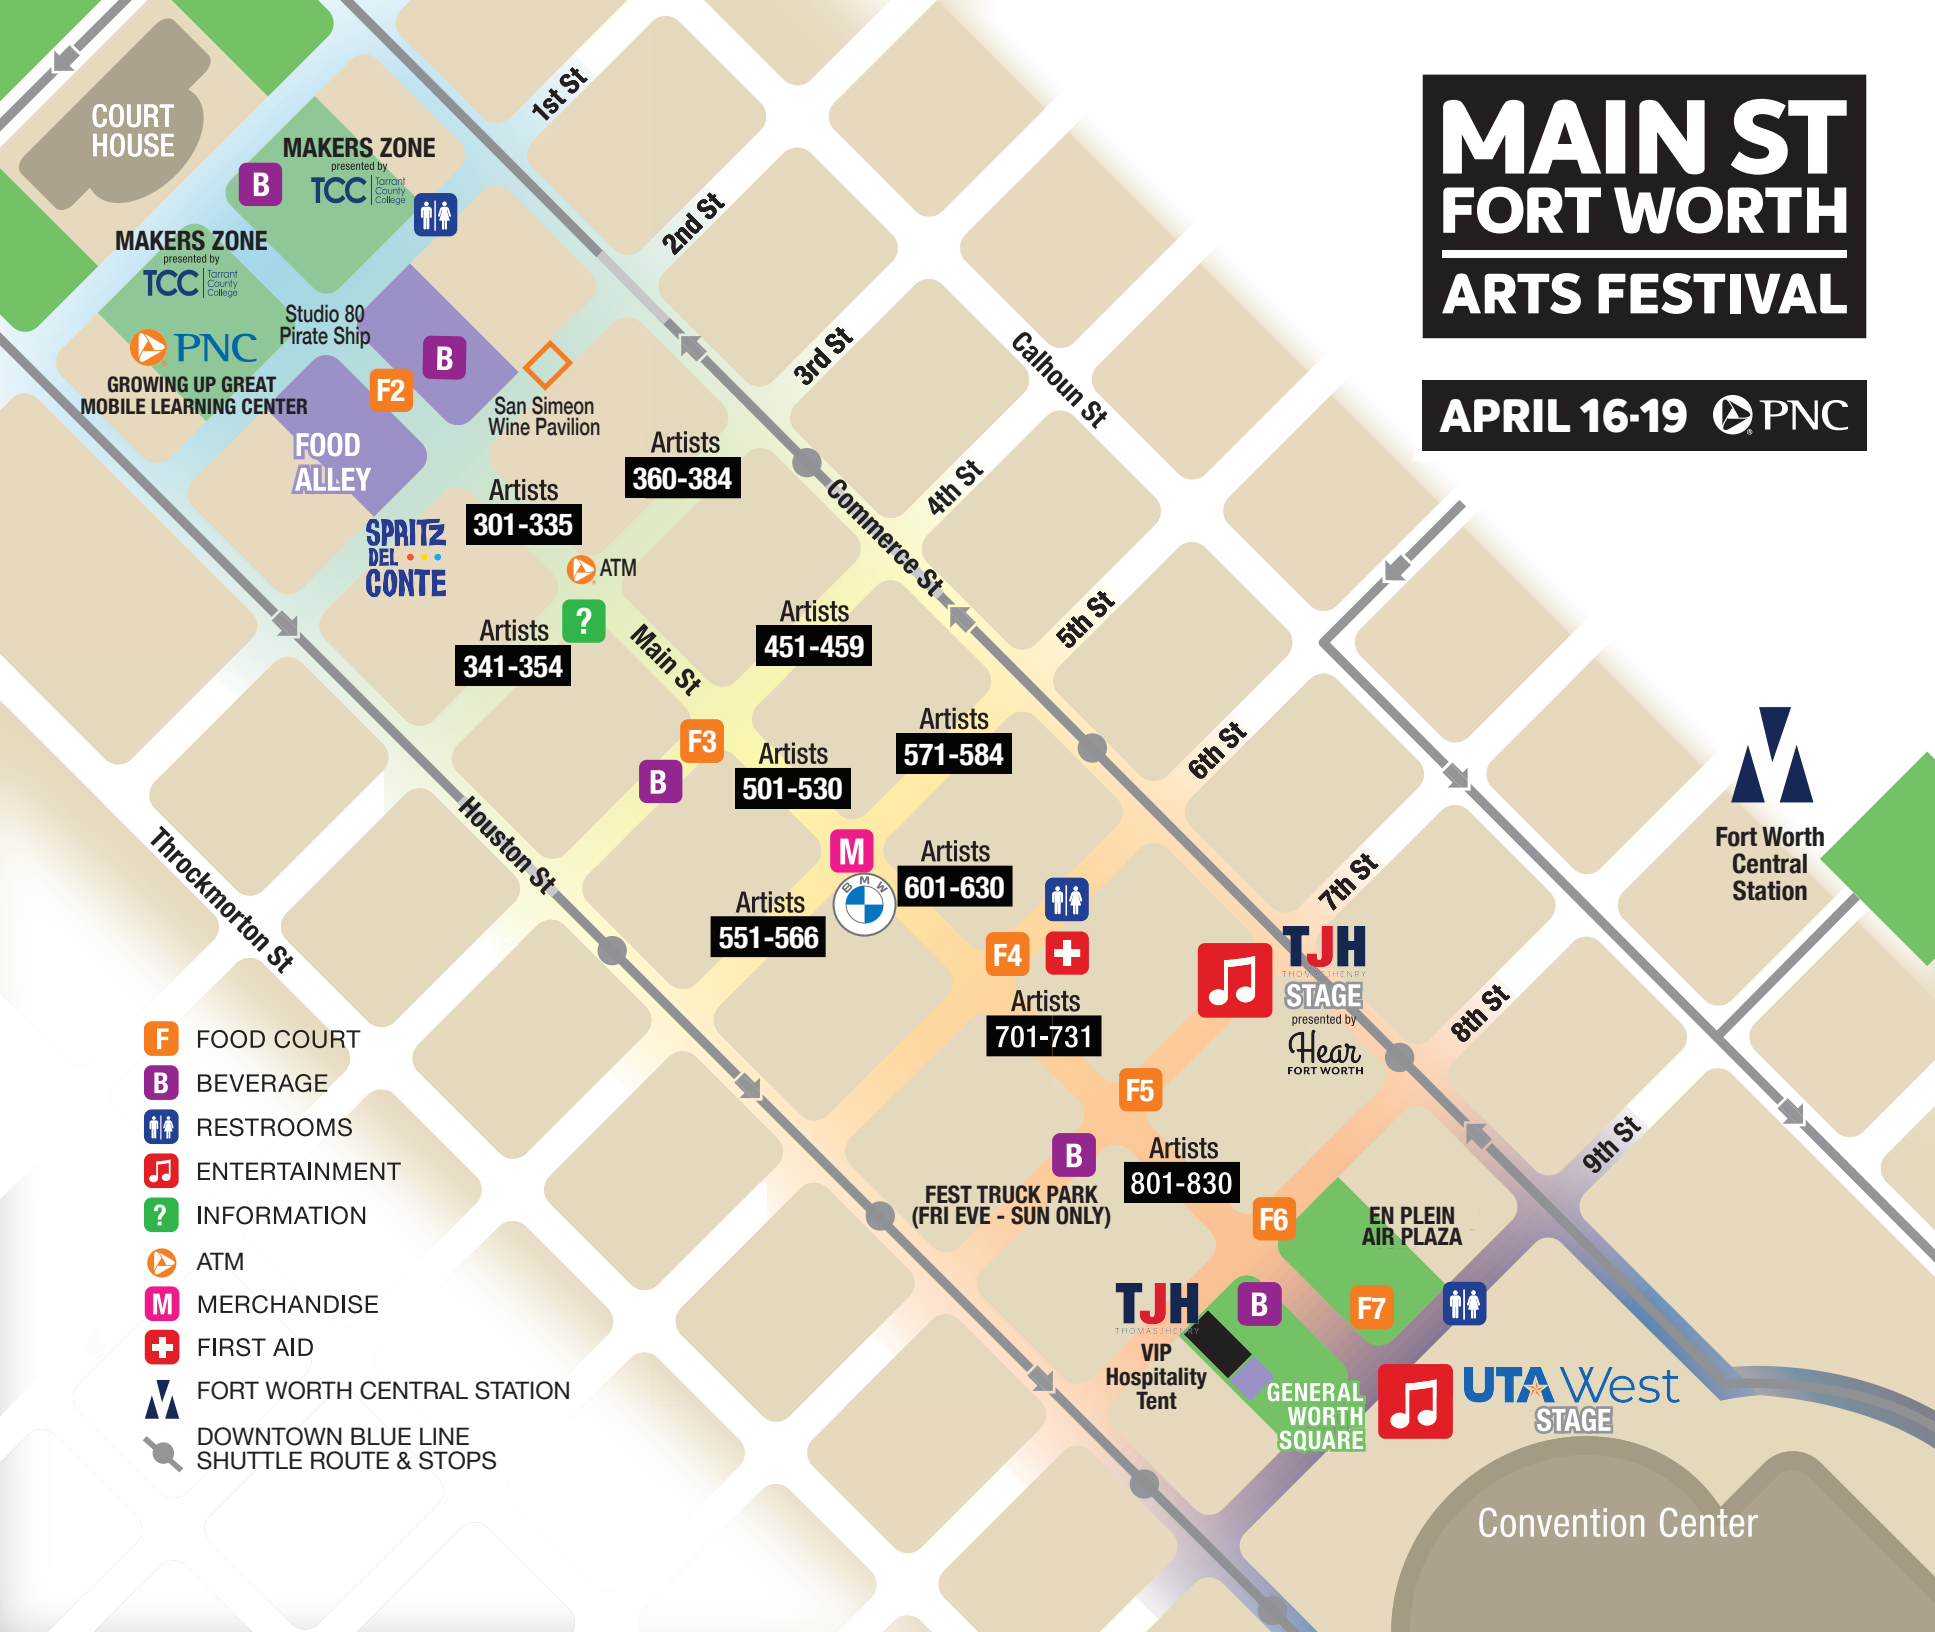 MAIN ST
FORT WORTH
ARTS FESTIVAL
APRIL 16-19 PNC
COURT
HOUSE
MAKERS ZONE
presented by
TCC Tarrant
County
College
B
MAKERS ZONE
presented by
TCC Tarrant
County
College
PNC
GROWING UP GREAT
MOBILE LEARNING CENTER
Studio 80
Pirate Ship
B
F2
FOOD
ALLEY
San Simeon
Wine Pavilion
SPRITZ
DEL
CONTE
1st St
2nd St
3rd St
4th St
5th St
6th St
7th St
8th St
9th St
Calhoun St
Commerce St
Main St
Houston St
Throckmorton St
Artists
360-384
Artists
301-335
ATM
?
Artists
341-354
Artists
451-459
F3
B
Artists
501-530
Artists
571-584
M
BMW
Artists
601-630
Artists
551-566
F4
Artists
701-731
TJH
THOMASJHENRY
STAGE
presented by
Hear
FORT WORTH
F5
B
FEST TRUCK PARK
(FRI EVE - SUN ONLY)
Artists
801-830
F6
EN PLEIN
AIR PLAZA
F7
TJH
THOMASJHENRY
VIP
Hospitality
Tent
B
GENERAL
WORTH
SQUARE
UTA West
STAGE
Convention Center
Fort Worth
Central
Station
F FOOD COURT
B BEVERAGE
RESTROOMS
ENTERTAINMENT
? INFORMATION
ATM
M MERCHANDISE
FIRST AID
FORT WORTH CENTRAL STATION
DOWNTOWN BLUE LINE
SHUTTLE ROUTE & STOPS